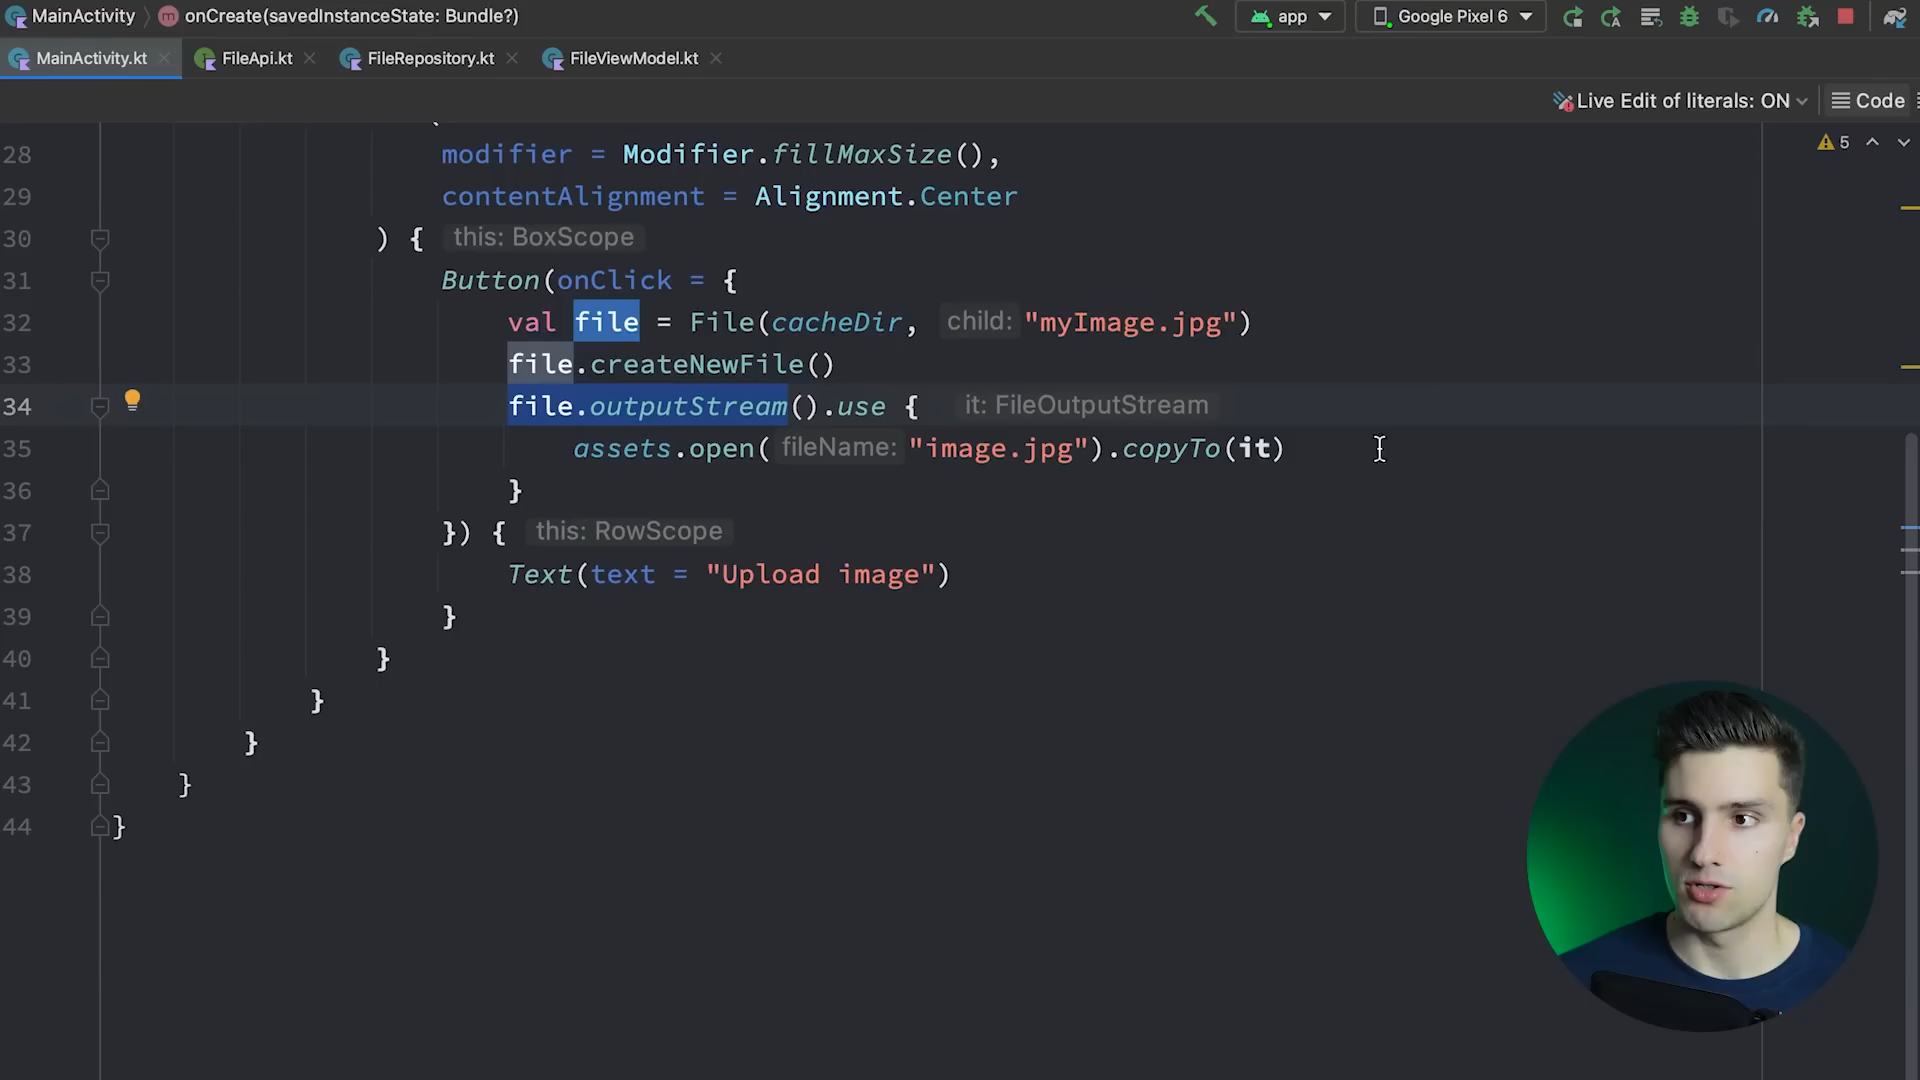 MainActivity 〉 m onCreate(savedInstanceState: Bundle?) app Google Pixel 6
MainActivity.kt FileApi.kt FileRepository.kt FileViewModel.kt
Live Edit of literals: ON Code
28 modifier = Modifier.fillMaxSize(), 5
29 contentAlignment = Alignment.Center
30 ) { this: BoxScope
31 Button(onClick = {
32 val file = File(cacheDir, child: "myImage.jpg")
33 file.createNewFile()
34 file.outputStream().use { it: FileOutputStream
35 assets.open( fileName: "image.jpg").copyTo(it)
36 }
37 }) { this: RowScope
38 Text(text = "Upload image")
39 }
40 }
41 }
42 }
43 }
44 }